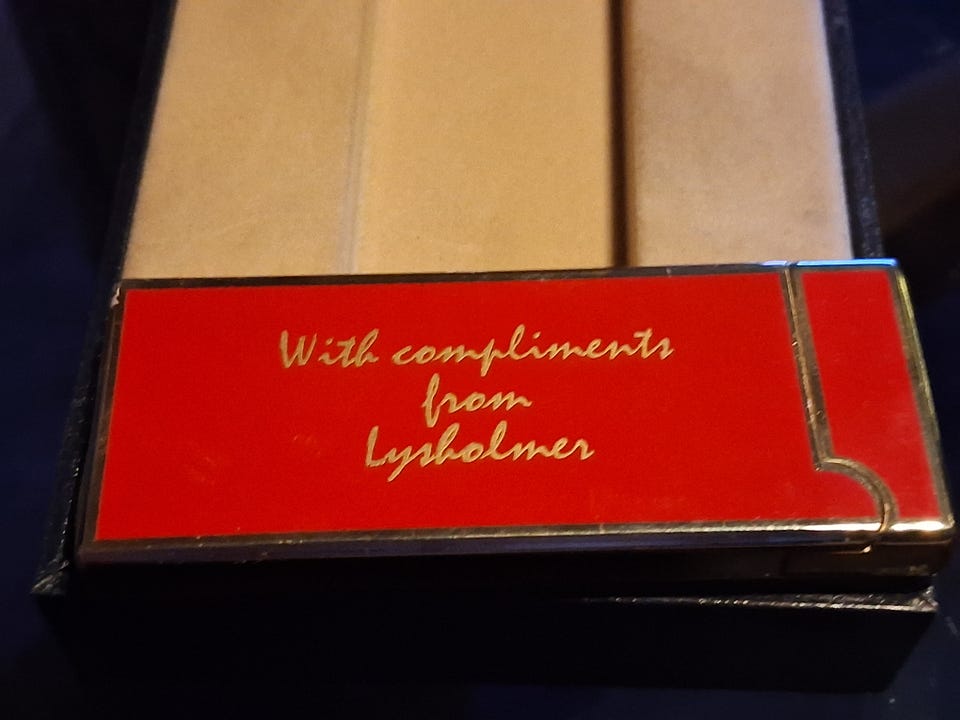 With compliments
from
Lysholmer